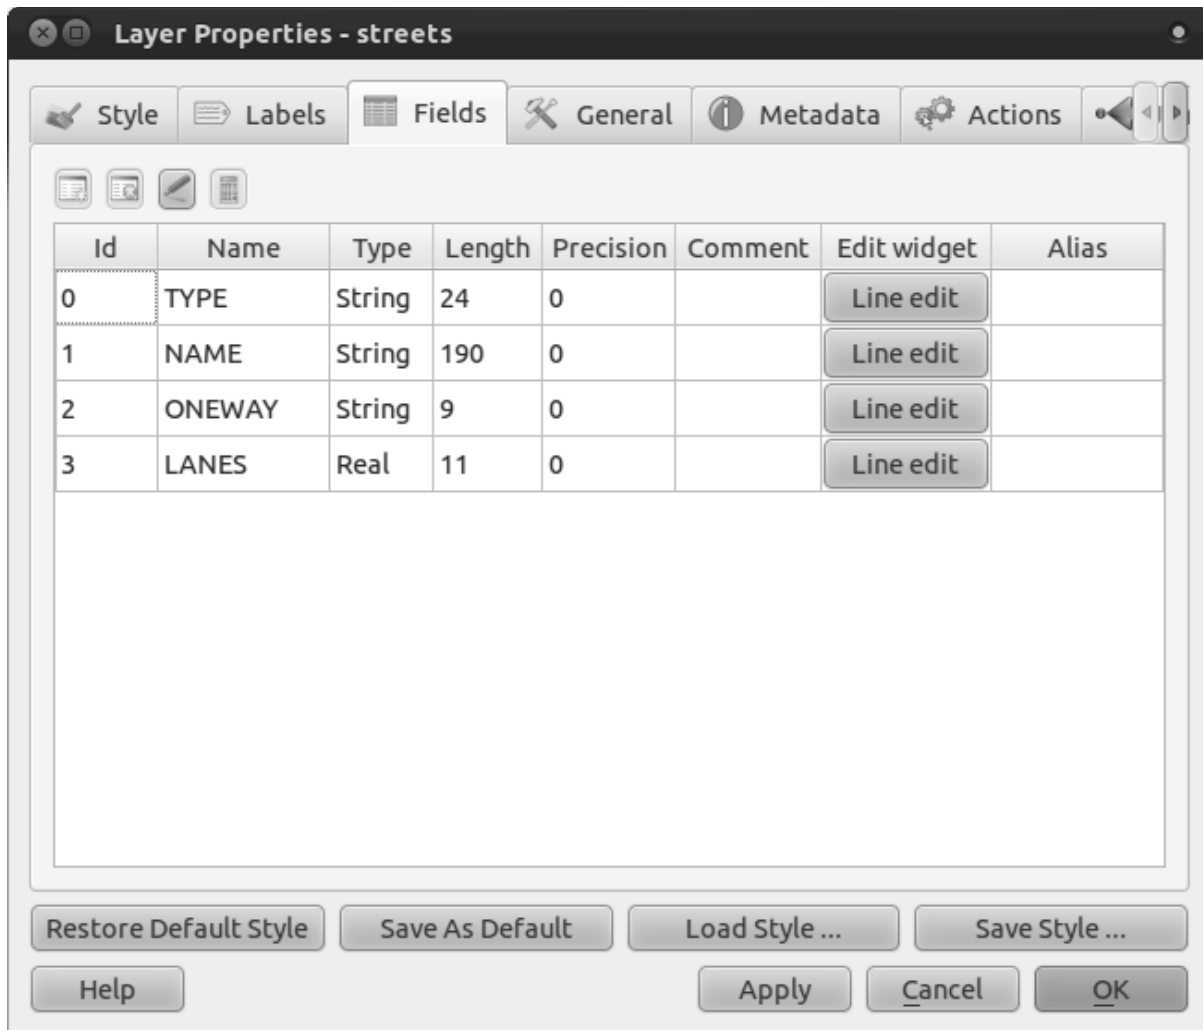 Layer Properties - streets
Style Labels Fields General Metadata Actions
Id Name Type Length Precision Comment Edit widget Alias
0 TYPE String 24 0 Line edit
1 NAME String 190 0 Line edit
2 ONEWAY String 9 0 Line edit
3 LANES Real 11 0 Line edit
Restore Default Style Save As Default Load Style ... Save Style ...
Help Apply Cancel OK